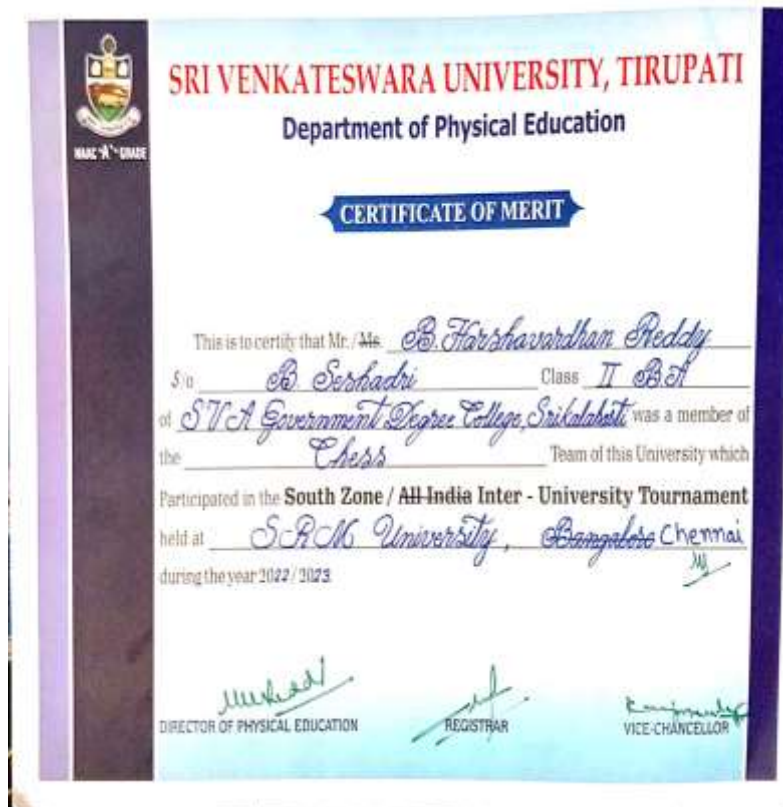 SRI VENKATESWARA UNIVERSITY, TIRUPATI
Department of Physical Education
NAAC "A+" GRADE
CERTIFICATE OF MERIT
This is to certify that Mr. / Ms. B. Harshavardhan Reddy
S/o B Seshadri Class II B.A
of S V A Government Degree College, Srikalahasti was a member of
the Chess Team of this University which
Participated in the South Zone / All India Inter - University Tournament
held at S.R.M University, Bangalore Chennai
during the year 2022 / 2023
DIRECTOR OF PHYSICAL EDUCATION REGISTRAR VICE-CHANCELLOR